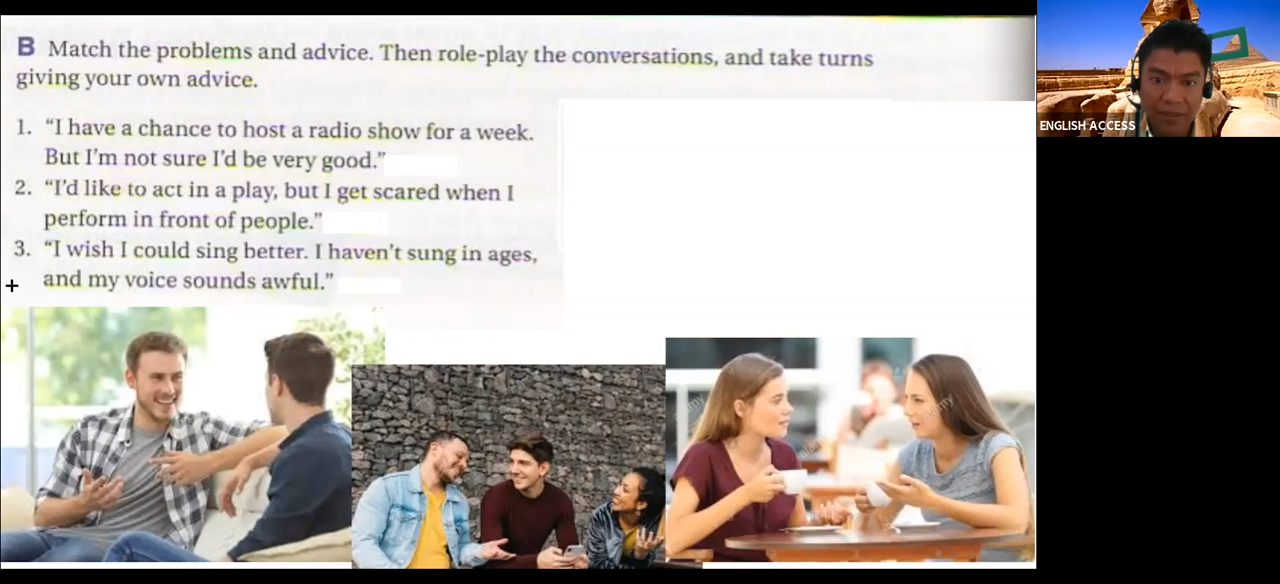 B Match the problems and advice. Then role-play the conversations, and take turns
giving your own advice.
1. “I have a chance to host a radio show for a week.
But I’m not sure I’d be very good.”
2. “I’d like to act in a play, but I get scared when I
perform in front of people.”
3. “I wish I could sing better. I haven’t sung in ages,
and my voice sounds awful.”
ENGLISH ACCESS